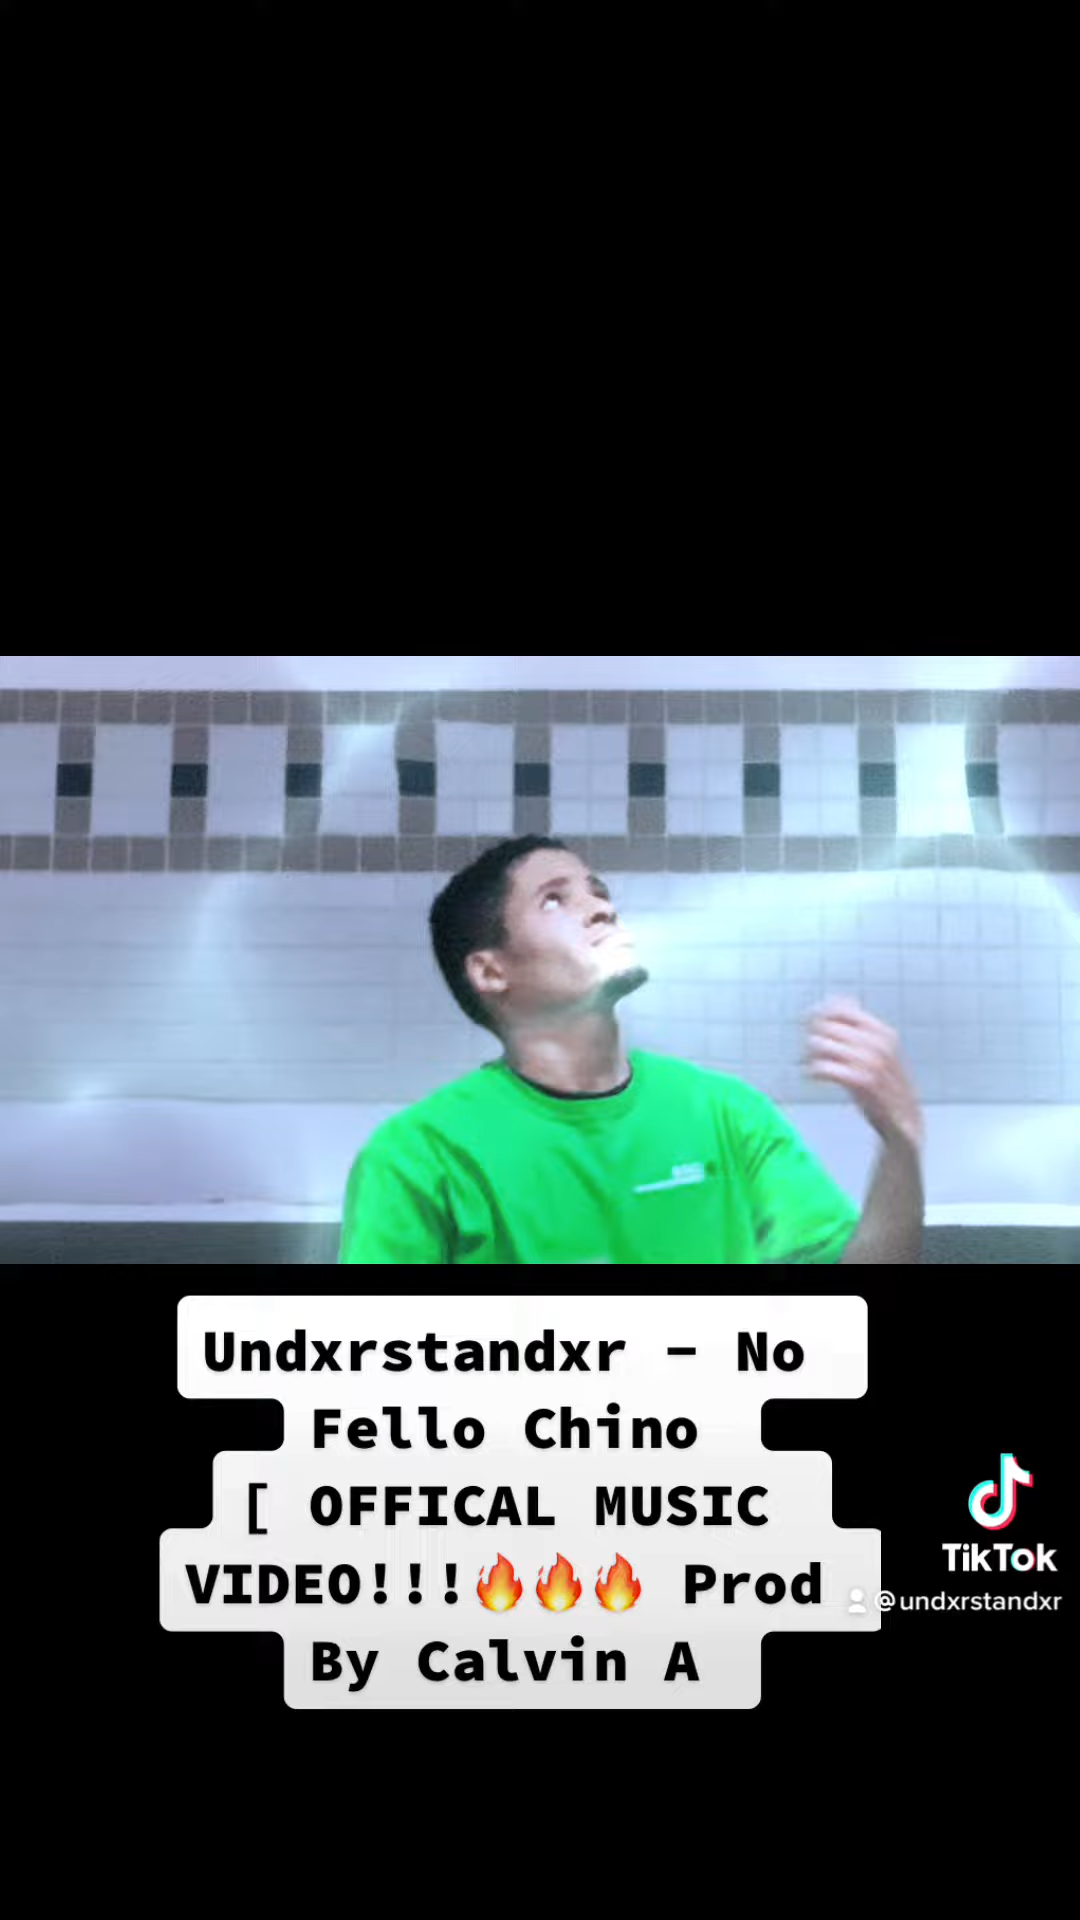 Undxrstandxr - No
Fello Chino
[ OFFICAL MUSIC
VIDEO!!!🔥🔥🔥 Prod
By Calvin A
TikTok
@undxrstandxr